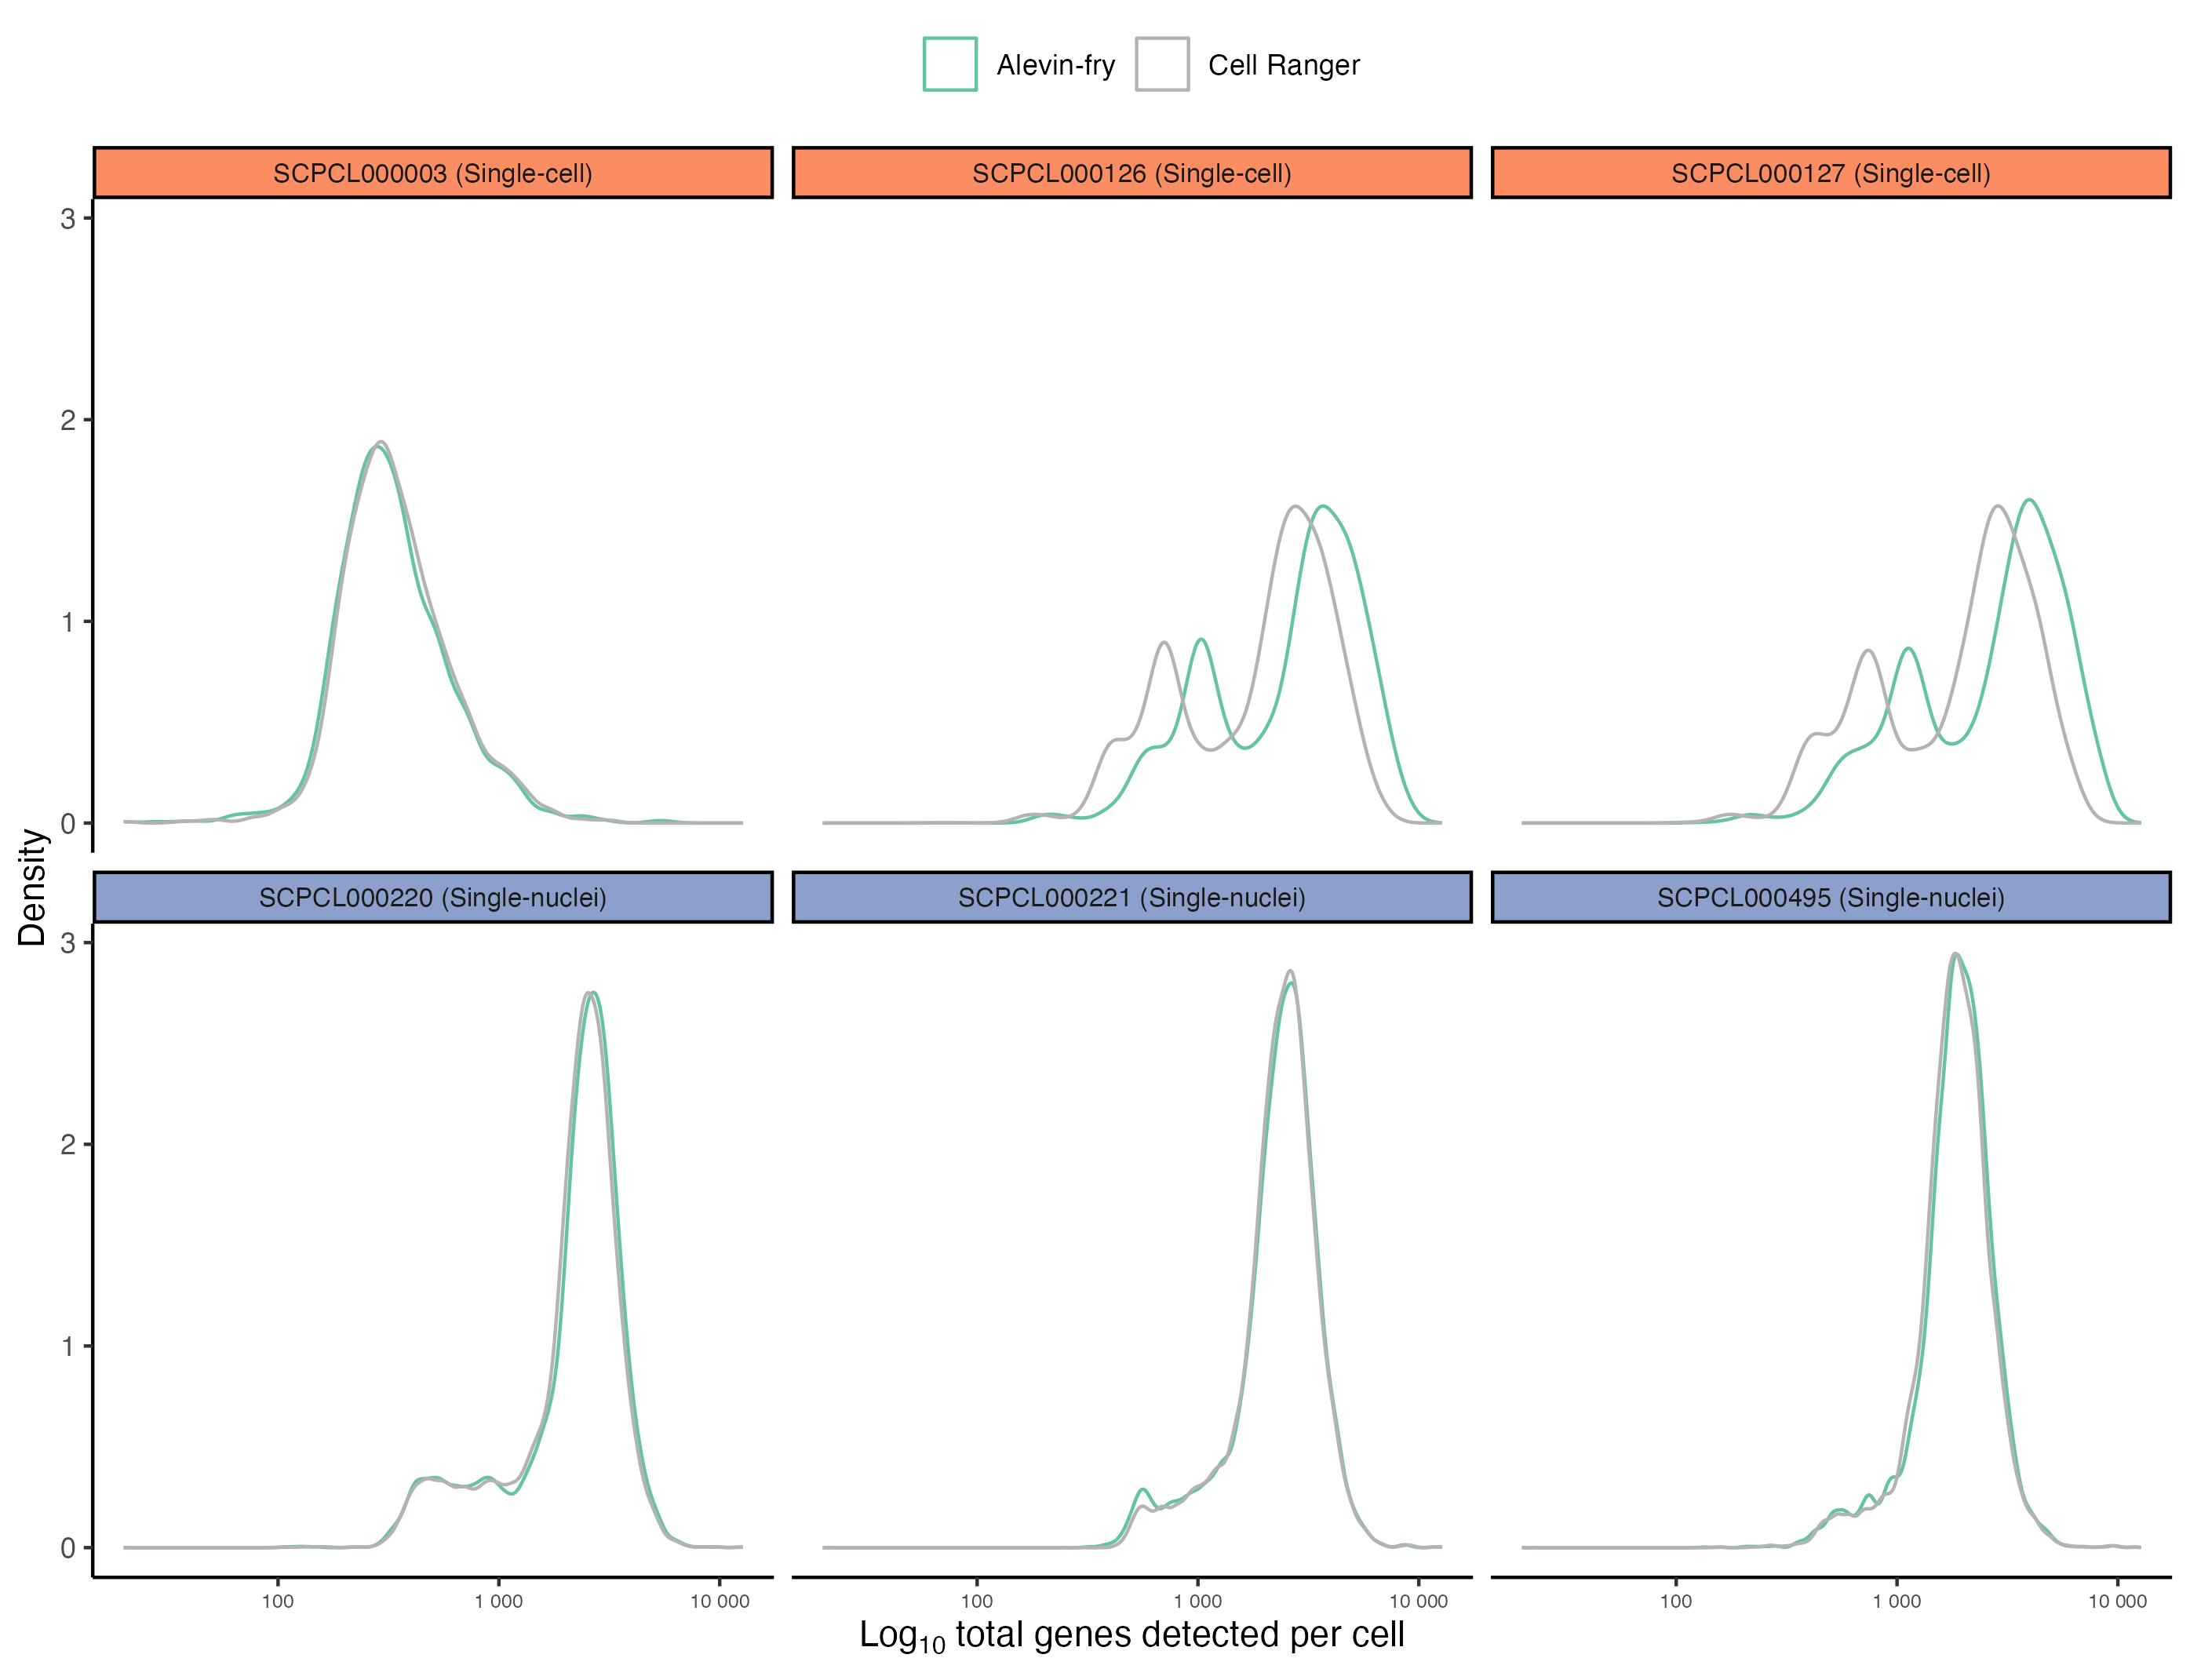 Alevin-fry Cell Ranger
SCPCL000003 (Single-cell) SCPCL000126 (Single-cell) SCPCL000127 (Single-cell)
3
2
1
0
Density
SCPCL000220 (Single-nuclei) SCPCL000221 (Single-nuclei) SCPCL000495 (Single-nuclei)
3
2
1
0
100 1 000 10 000 100 1 000 10 000 100 1 000 10 000
Log10 total genes detected per cell